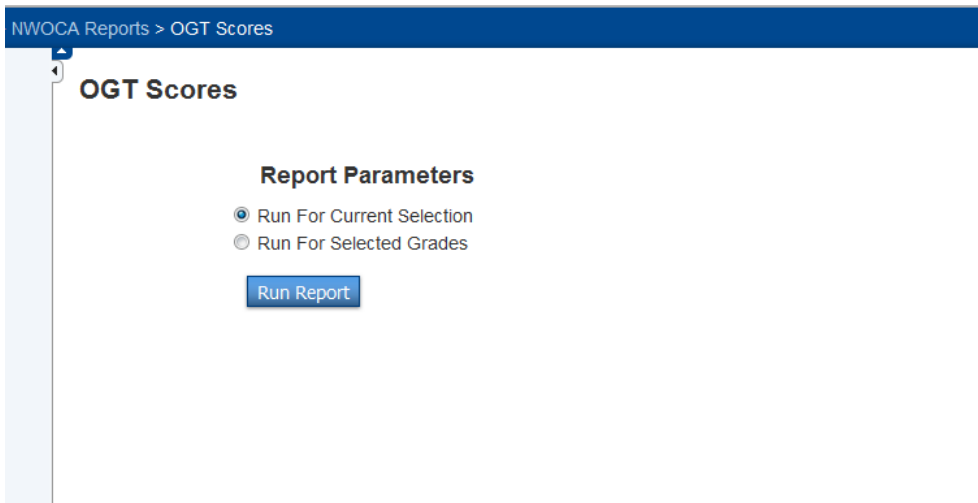 NWOCA Reports > OGT Scores
OGT Scores
Report Parameters
Run For Current Selection
Run For Selected Grades
Run Report